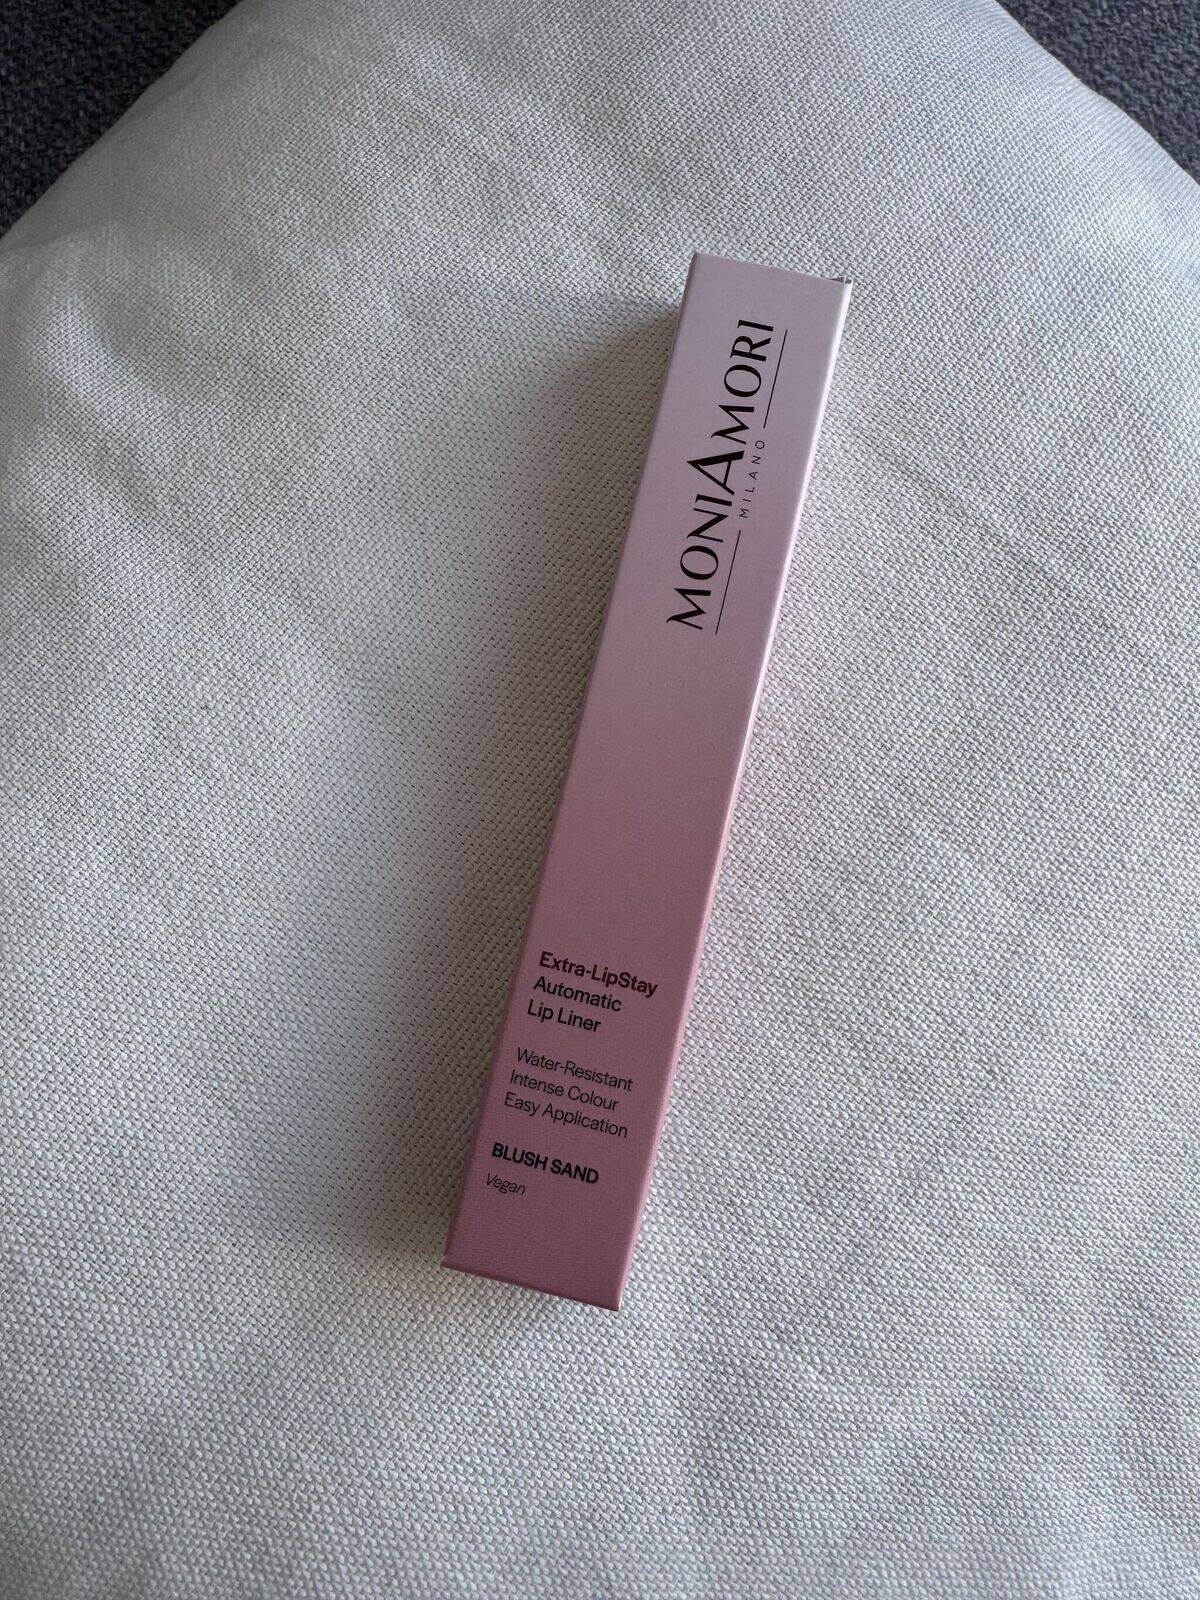 MONIAMORI
MILANO
Extra-LipStay
Automatic
Lip Liner
Water-Resistant
Intense Colour
Easy Application
BLUSH SAND
Vegan